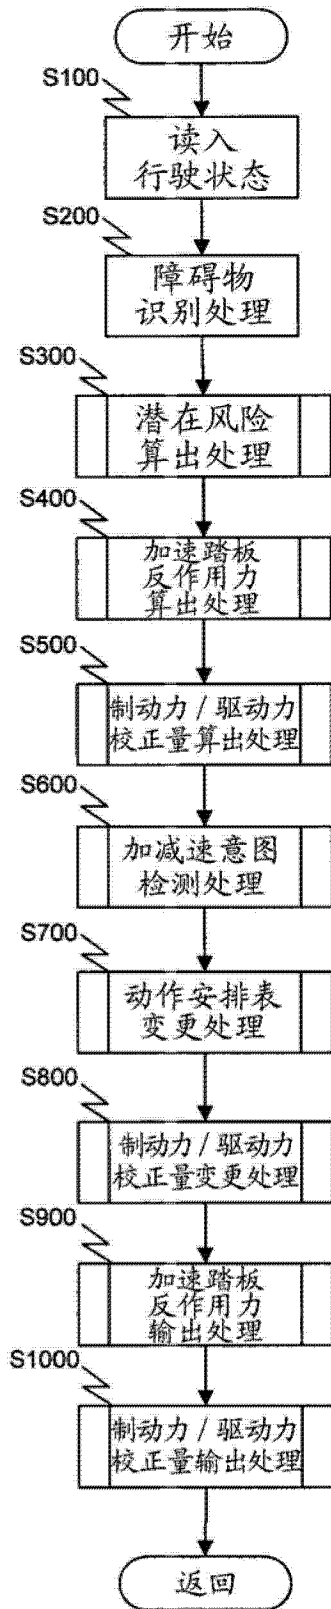 开始
S100
读入
行驶状态
S200
障碍物
识别处理
S300
潜在风险
算出处理
S400
加速踏板
反作用力
算出处理
S500
制动力/驱动力
校正量算出处理
S600
加减速意图
检测处理
S700
动作安排表
变更处理
S800
制动力/驱动力
校正量变更处理
S900
加速踏板
反作用力
输出处理
S1000
制动力/驱动力
校正量输出处理
返回